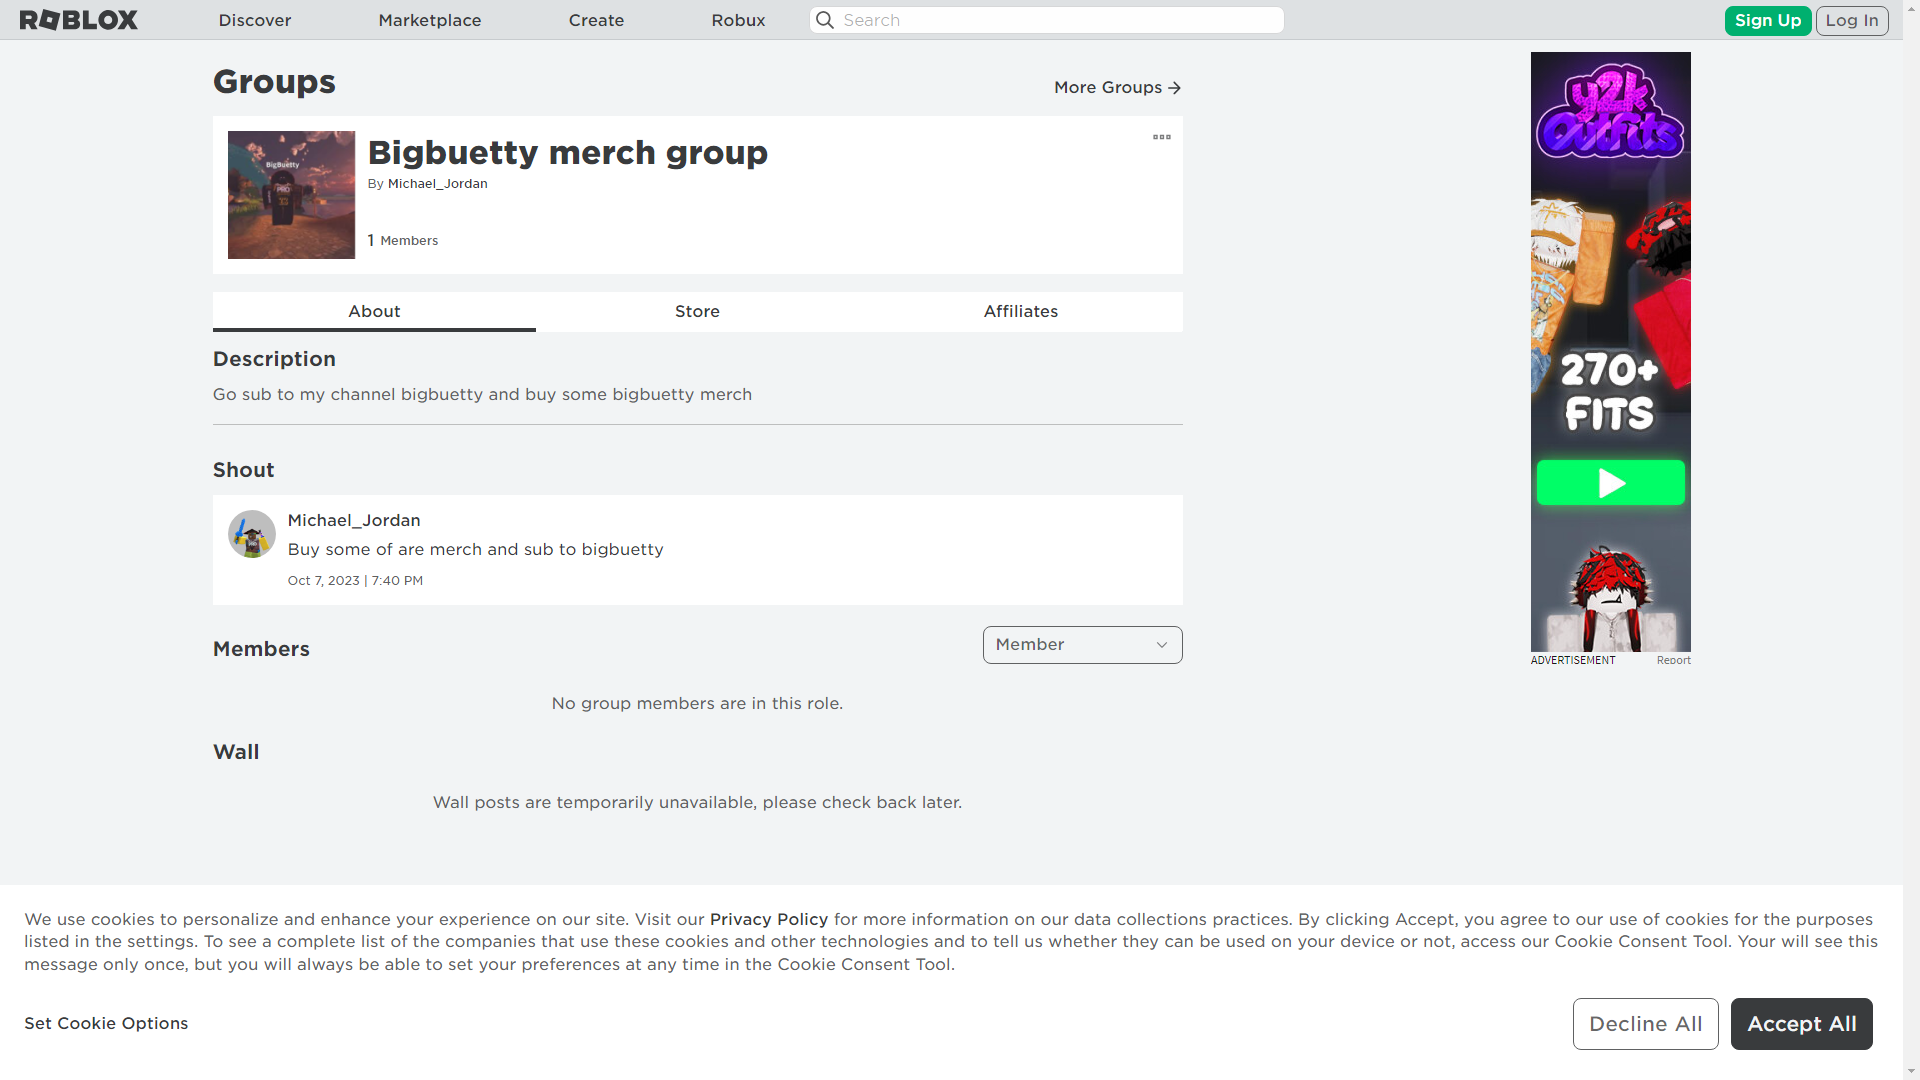 ROBLOX
Discover
Marketplace
Create
Robux
Search
Sign Up
Log In
Groups
More Groups
BigBuetty
PRO
33
Bigbuetty merch group
By Michael_Jordan
1 Members
About
Store
Affiliates
Description
Go sub to my channel bigbuetty and buy some bigbuetty merch
Shout
Michael_Jordan
Buy some of are merch and sub to bigbuetty
Oct 7, 2023 | 7:40 PM
Members
Member
No group members are in this role.
Wall
Wall posts are temporarily unavailable, please check back later.
y2k
Outfits
270+
FITS
ADVERTISEMENT
Report
We use cookies to personalize and enhance your experience on our site. Visit our Privacy Policy for more information on our data collections practices. By clicking Accept, you agree to our use of cookies for the purposes
listed in the settings. To see a complete list of the companies that use these cookies and other technologies and to tell us whether they can be used on your device or not, access our Cookie Consent Tool. Your will see this
message only once, but you will always be able to set your preferences at any time in the Cookie Consent Tool.
Set Cookie Options
Decline All
Accept All